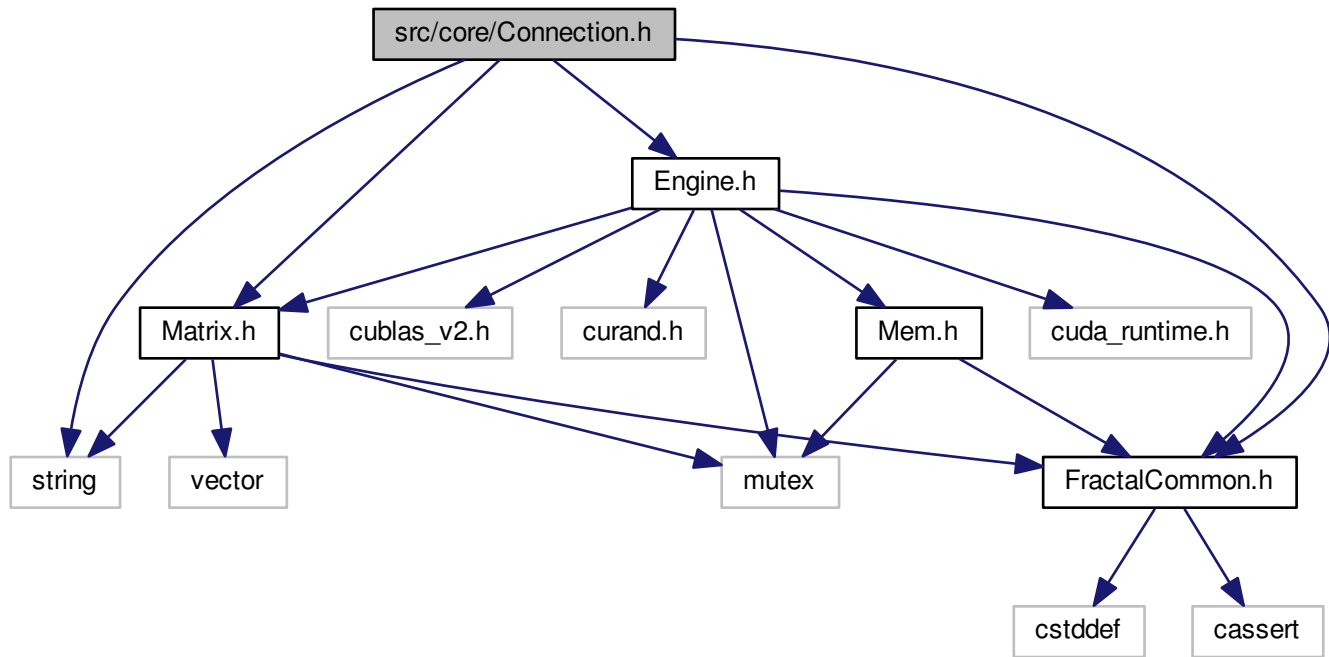 src/core/Connection.h
Engine.h
Matrix.h
cublas_v2.h
curand.h
Mem.h
cuda_runtime.h
string
vector
mutex
FractalCommon.h
cstddef
cassert